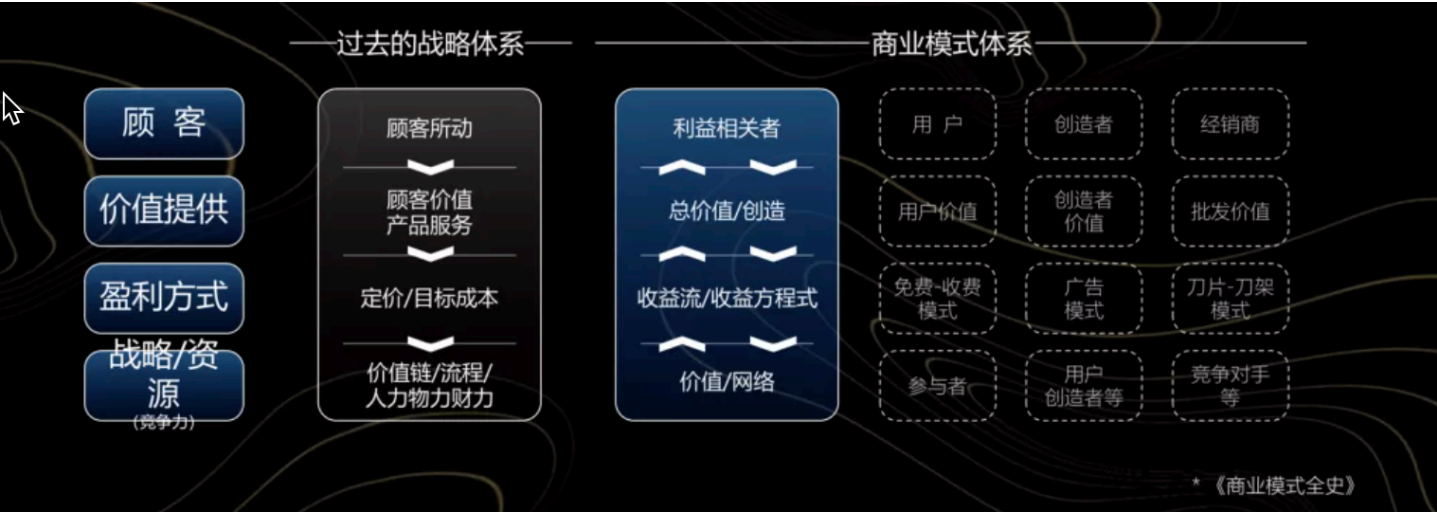 过去的战略体系
商业模式体系
顾 客
顾客所动
利益相关者
用 户
创造者
经销商
价值提供
顾客价值
产品服务
总价值/创造
用户价值
创造者
价值
批发价值
盈利方式
定价/目标成本
收益流/收益方程式
免费-收费
模式
广告
模式
刀片-刀架
模式
战略/资
源
(竞争力)
价值链/流程/
人力物力财力
价值/网络
参与者
用户
创造者等
竞争对手
等
* 《商业模式全史》